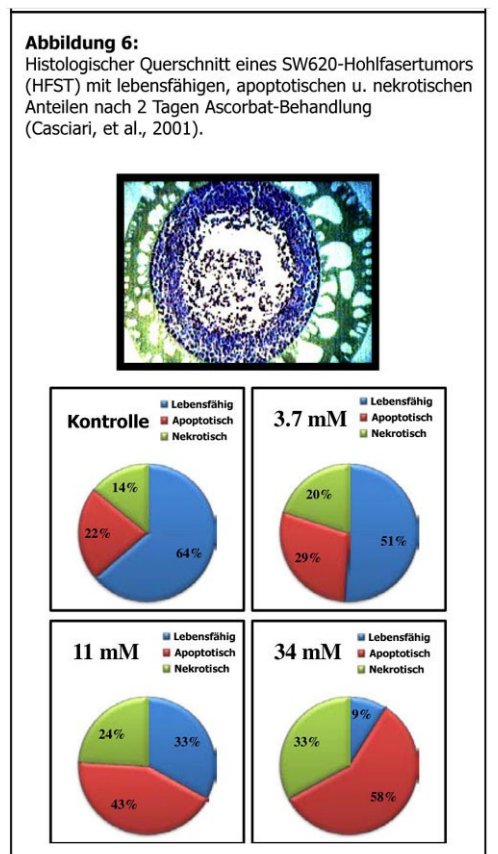 Abbildung 6:
Histologischer Querschnitt eines SW620-Hohlfasertumors
(HFST) mit lebensfähigen, apoptotischen u. nekrotischen
Anteilen nach 2 Tagen Ascorbat-Behandlung
(Casciari, et al., 2001).
Kontrolle
Lebensfähig
Apoptotisch
Nekrotisch
14%
22%
64%
3.7 mM
Lebensfähig
Apoptotisch
Nekrotisch
20%
51%
29%
11 mM
Lebensfähig
Apoptotisch
Nekrotisch
24%
33%
43%
34 mM
Lebensfähig
Apoptotisch
Nekrotisch
9%
33%
58%